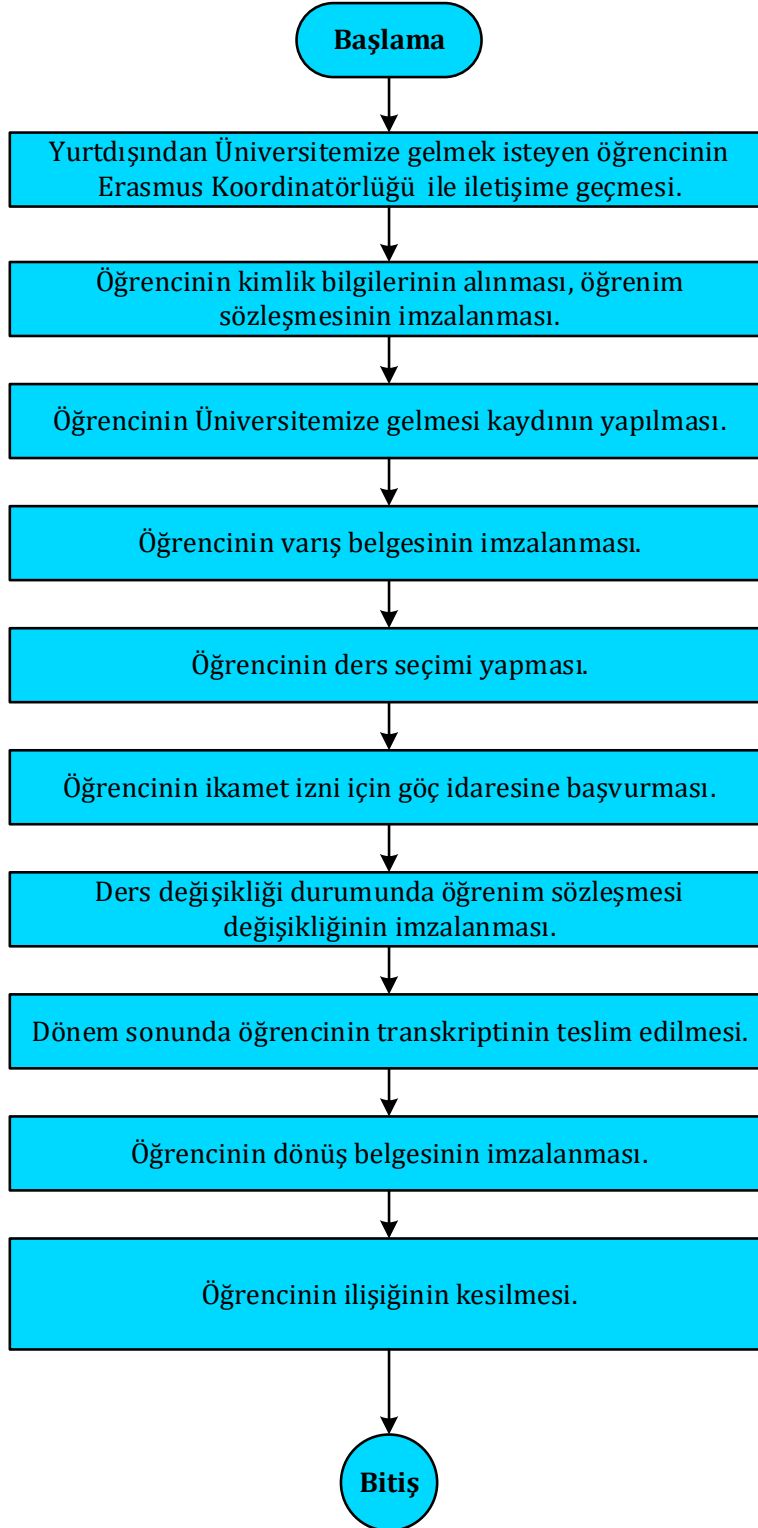 Başlama
Yurtdışından Üniversitemize gelmek isteyen öğrencinin
Erasmus Koordinatörlüğü  ile iletişime geçmesi.
Öğrencinin kimlik bilgilerinin alınması, öğrenim
sözleşmesinin imzalanması.
Öğrencinin Üniversitemize gelmesi kaydının yapılması.
Öğrencinin varış belgesinin imzalanması.
Öğrencinin ders seçimi yapması.
Öğrencinin ikamet izni için göç idaresine başvurması.
Ders değişikliği durumunda öğrenim sözleşmesi
değişikliğinin imzalanması.
Dönem sonunda öğrencinin transkriptinin teslim edilmesi.
Öğrencinin dönüş belgesinin imzalanması.
Öğrencinin ilişiğinin kesilmesi.
Bitiş